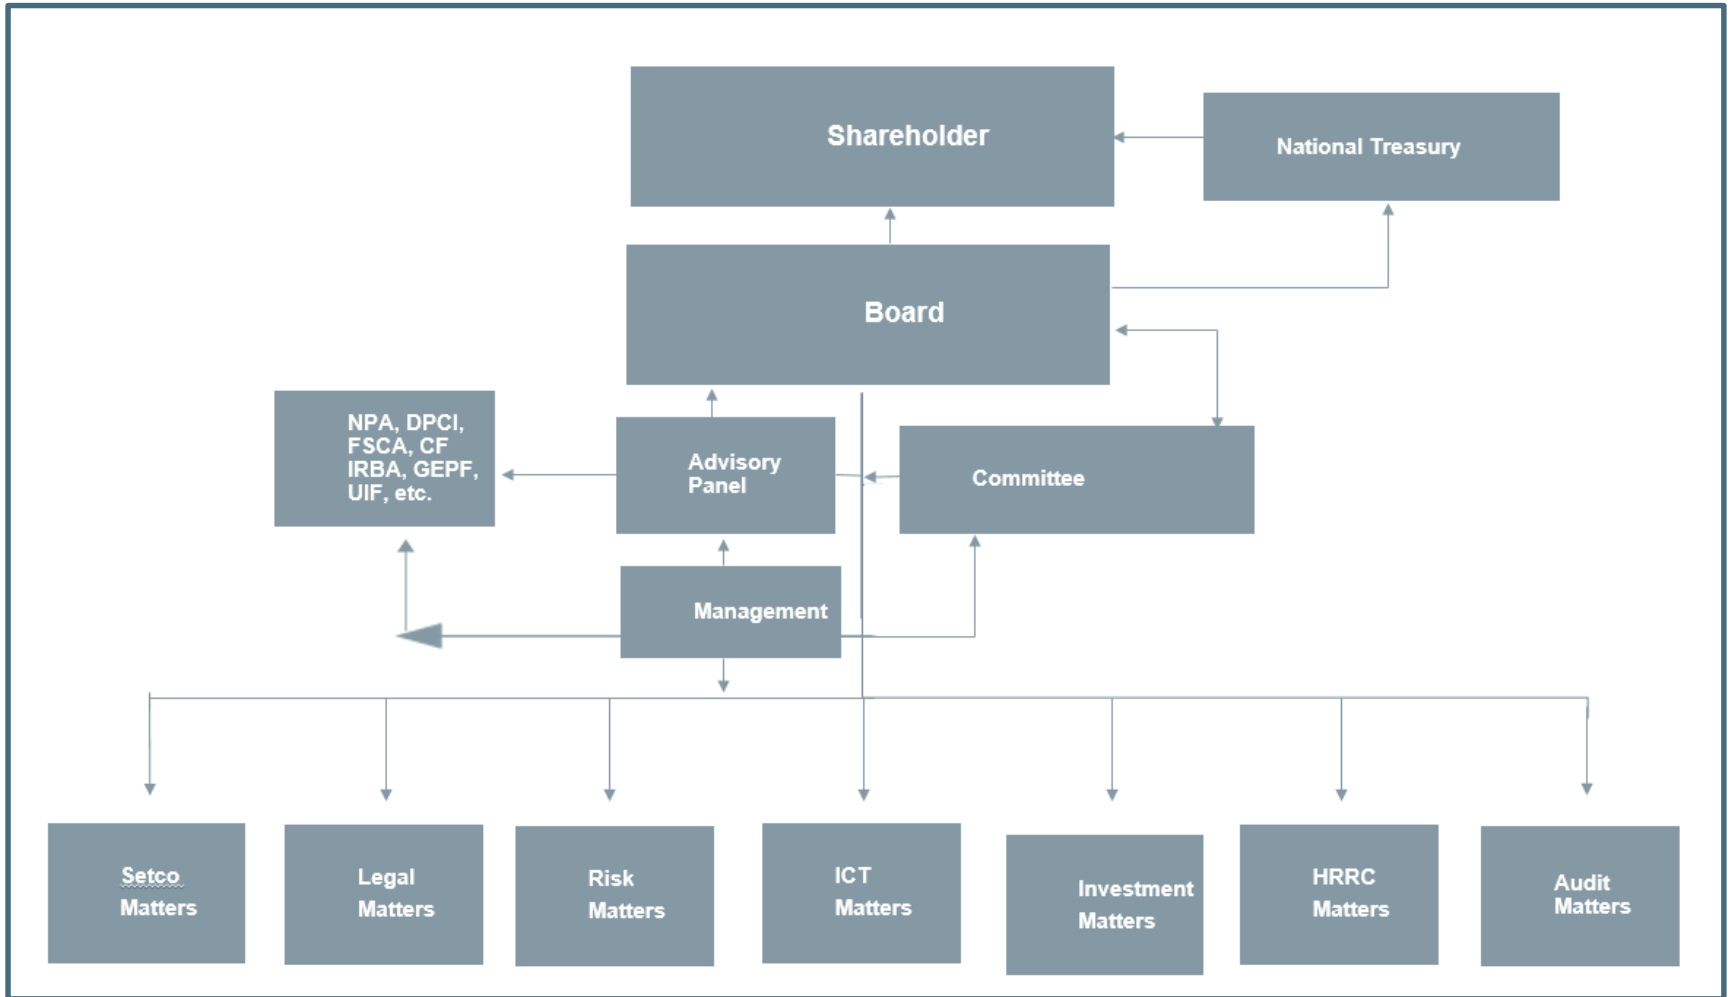 Shareholder
National Treasury
Board
NPA, DPCI,
FSCA, CF
IRBA, GEPF,
UIF, etc.
Advisory
Panel
Committee
Management
Setco
Matters
Legal
Matters
Risk
Matters
ICT
Matters
Investment
Matters
HRRC
Matters
Audit
Matters